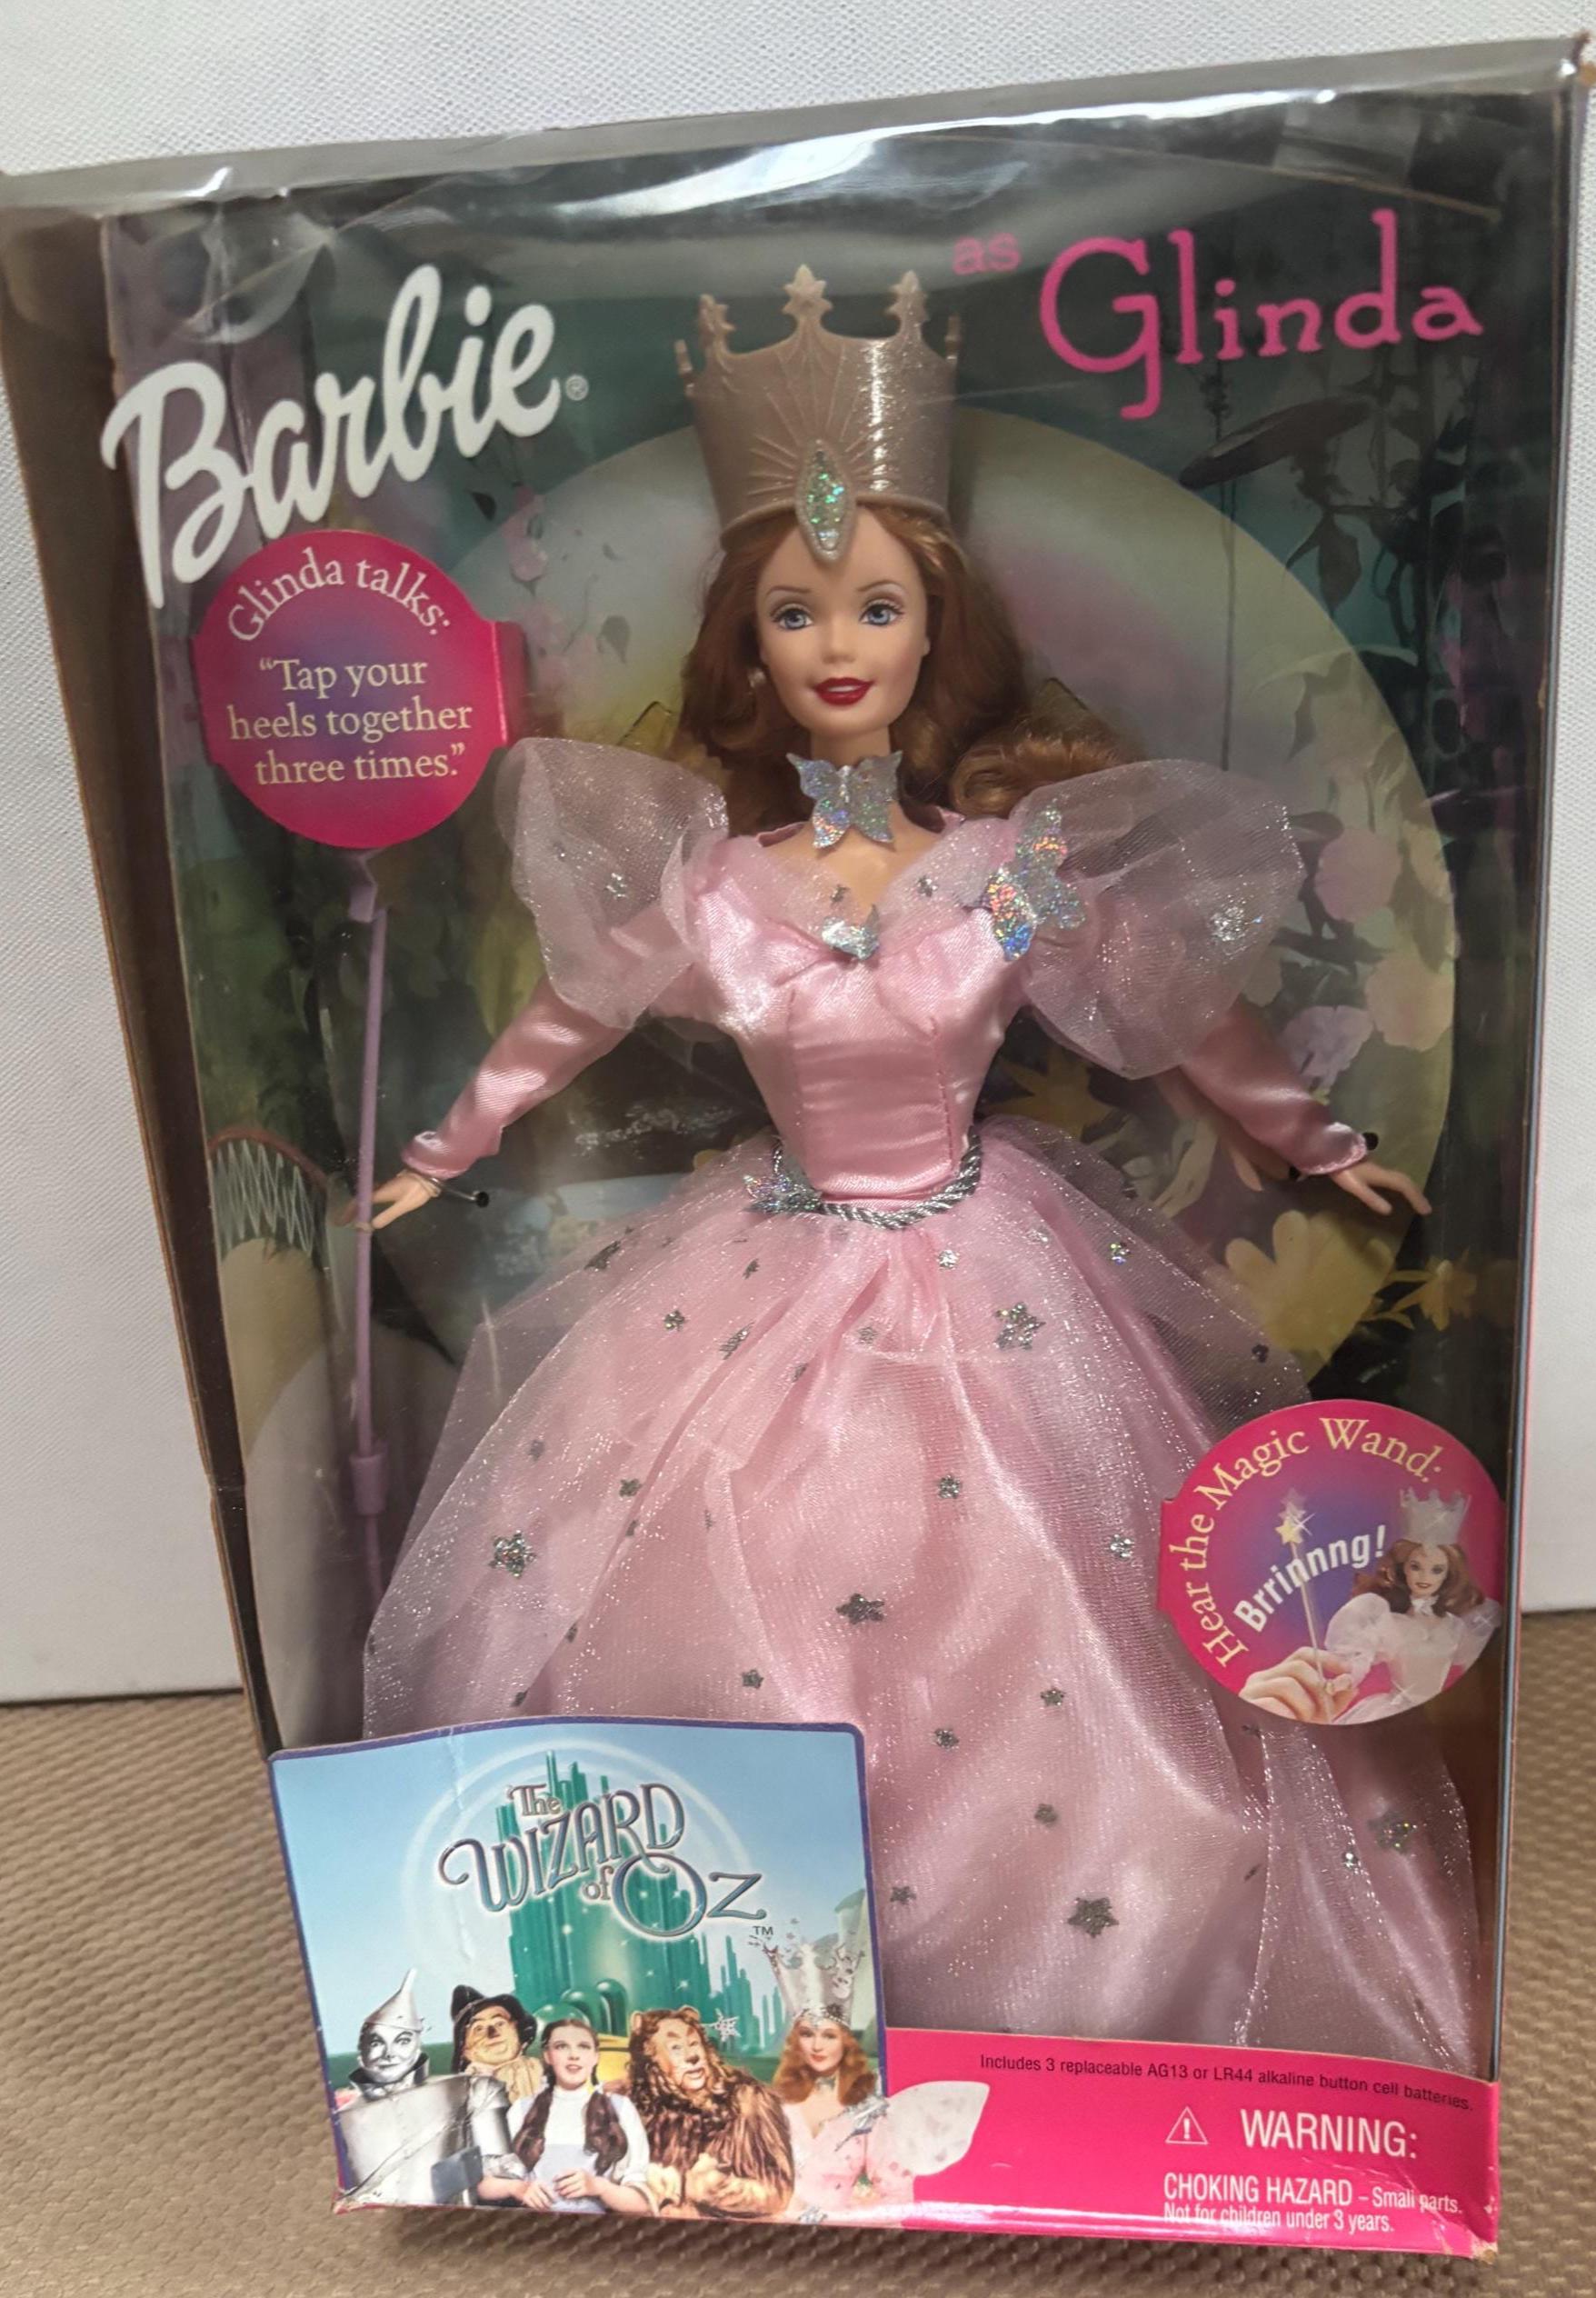 Barbie®
as Glinda
Glinda talks:
"Tap your
heels together
three times."
Hear the Magic Wand:
Brrinnnng!
The
WIZARD
of OZ
™
Includes 3 replaceable AG13 or LR44 alkaline button cell batteries.
WARNING:
CHOKING HAZARD – Small parts.
Not for children under 3 years.